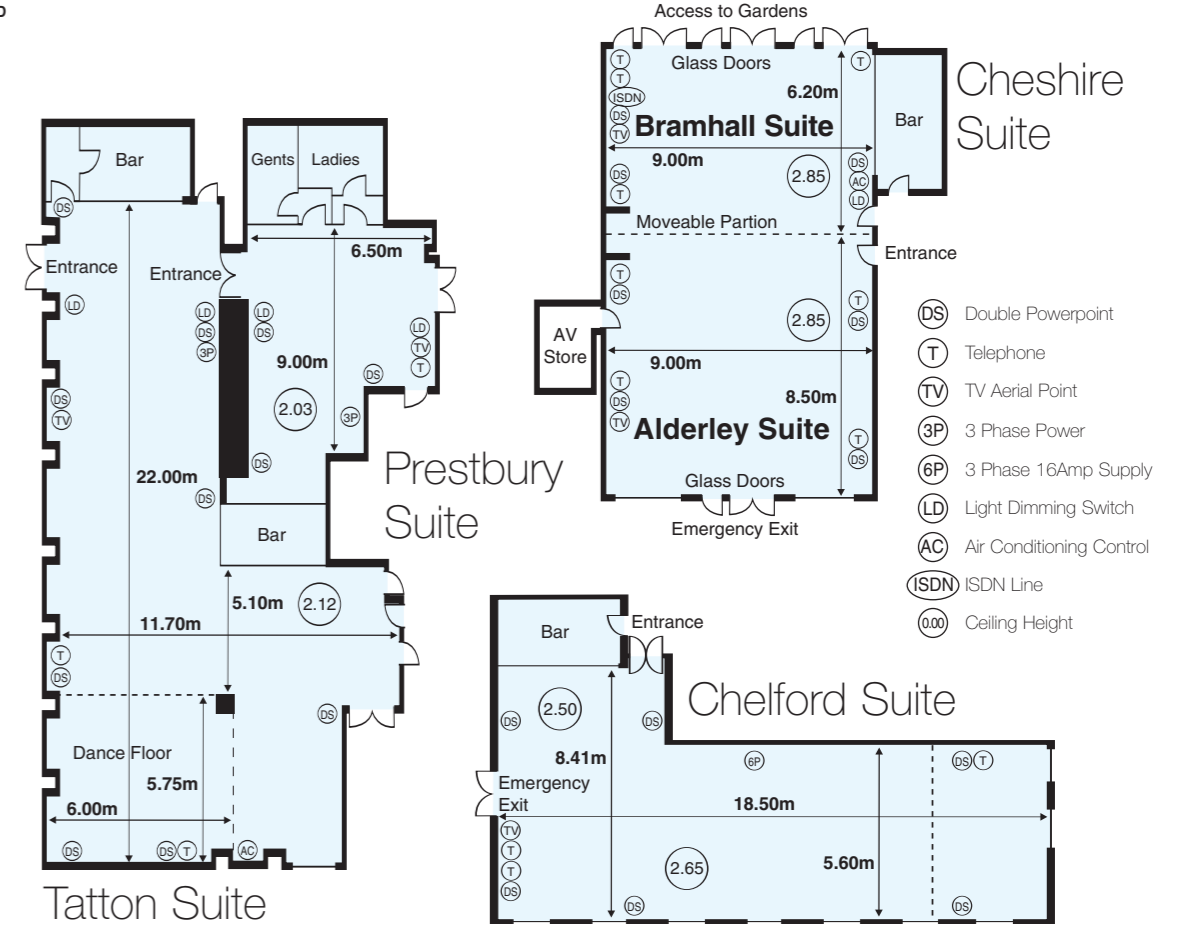 Access to Gardens
Glass Doors
T
T
T
ISDN
DS
TV
6.20m
Bramhall Suite
9.00m
2.85
DS
T
DS
AC
LD
Bar
Cheshire
Suite
Moveable Partion
Entrance
T
DS
2.85
T
DS
AV
Store
9.00m
T
DS
TV
8.50m
Alderley Suite
T
DS
Glass Doors
Emergency Exit
Bar
DS
Entrance
Entrance
LD
LD
DS
3P
DS
TV
22.00m
DS
Gents
Ladies
6.50m
LD
DS
9.00m
LD
TV
T
DS
2.03
3P
DS
Prestbury
Suite
Bar
5.10m
2.12
11.70m
T
DS
DS
Dance Floor
5.75m
6.00m
DS
DS
T
AC
Tatton Suite
Bar
Entrance
2.50
DS
DS
8.41m
Chelford Suite
Emergency
Exit
6P
DS
T
18.50m
TV
T
T
DS
2.65
5.60m
DS
DS
DS Double Powerpoint
T Telephone
TV TV Aerial Point
3P 3 Phase Power
6P 3 Phase 16Amp Supply
LD Light Dimming Switch
AC Air Conditioning Control
ISDN ISDN Line
0.00 Ceiling Height